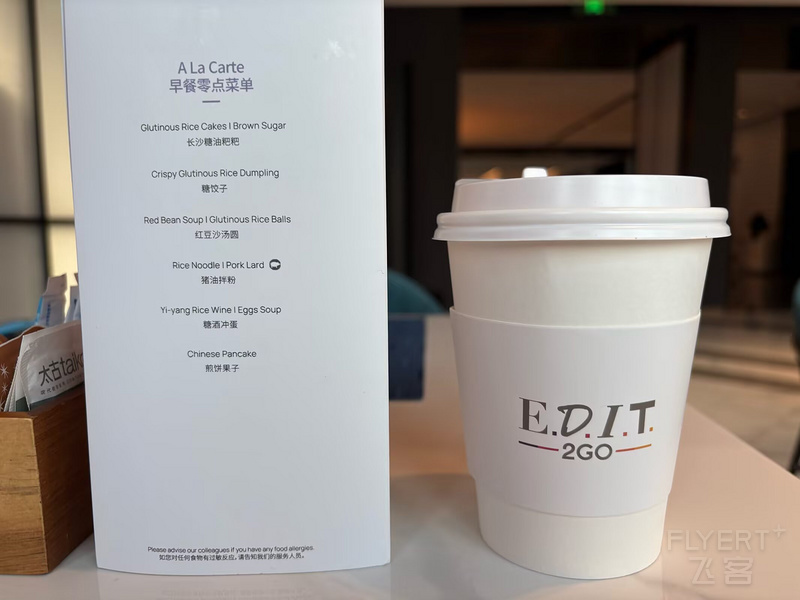 A La Carte
早餐零点菜单
Glutinous Rice Cakes | Brown Sugar
长沙糖油粑粑
Crispy Glutinous Rice Dumpling
糖饺子
Red Bean Soup | Glutinous Rice Balls
红豆沙汤圆
Rice Noodle | Pork Lard
猪油拌粉
Yi-yang Rice Wine | Eggs Soup
糖酒冲蛋
Chinese Pancake
煎饼果子
Please advise our colleagues if you have any food allergies.
如您对任何食物有过敏反应,请告知我们的服务人员。
太古taiko
E.D.I.T.
2GO
FLYERT+
飞客